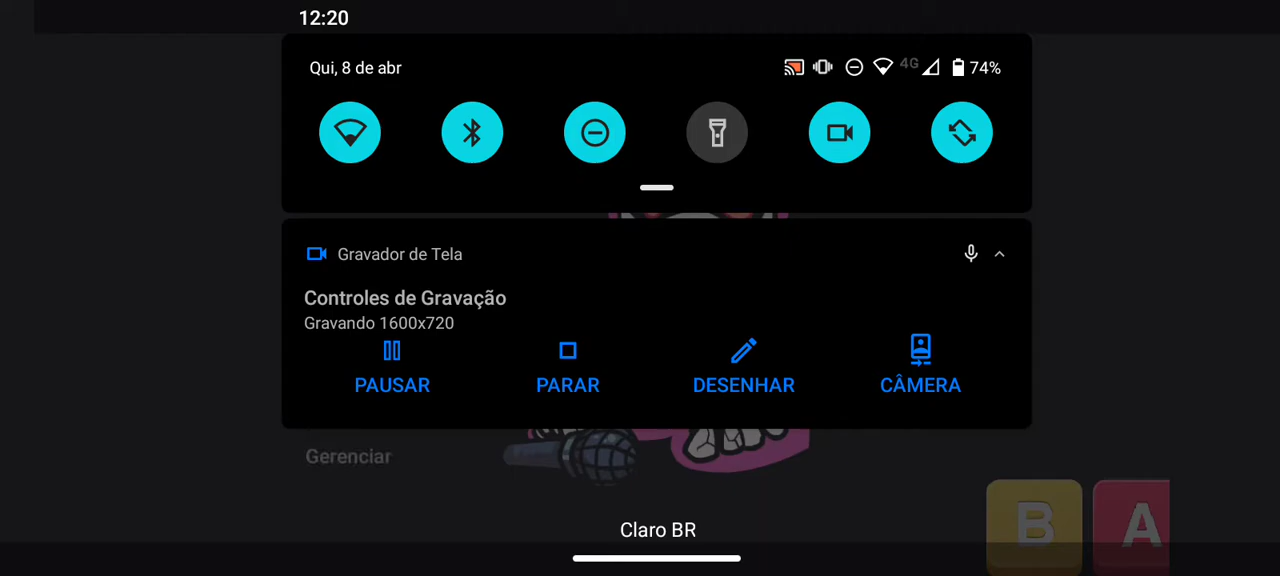 12:20
Qui, 8 de abr
4G
74%
Gravador de Tela
Controles de Gravação
Gravando 1600x720
PAUSAR
PARAR
DESENHAR
CÂMERA
Gerenciar
B
A
Claro BR